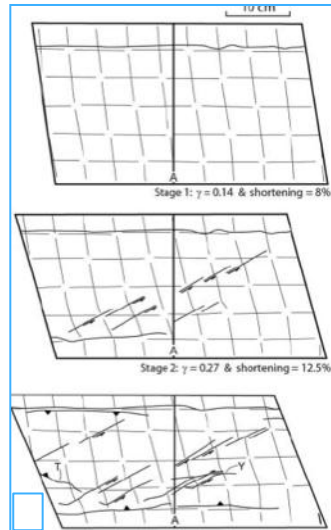 10 cm
A
Stage 1: γ = 0.14 & shortening = 8%
A
Stage 2: γ = 0.27 & shortening = 12.5%
T
Y
A